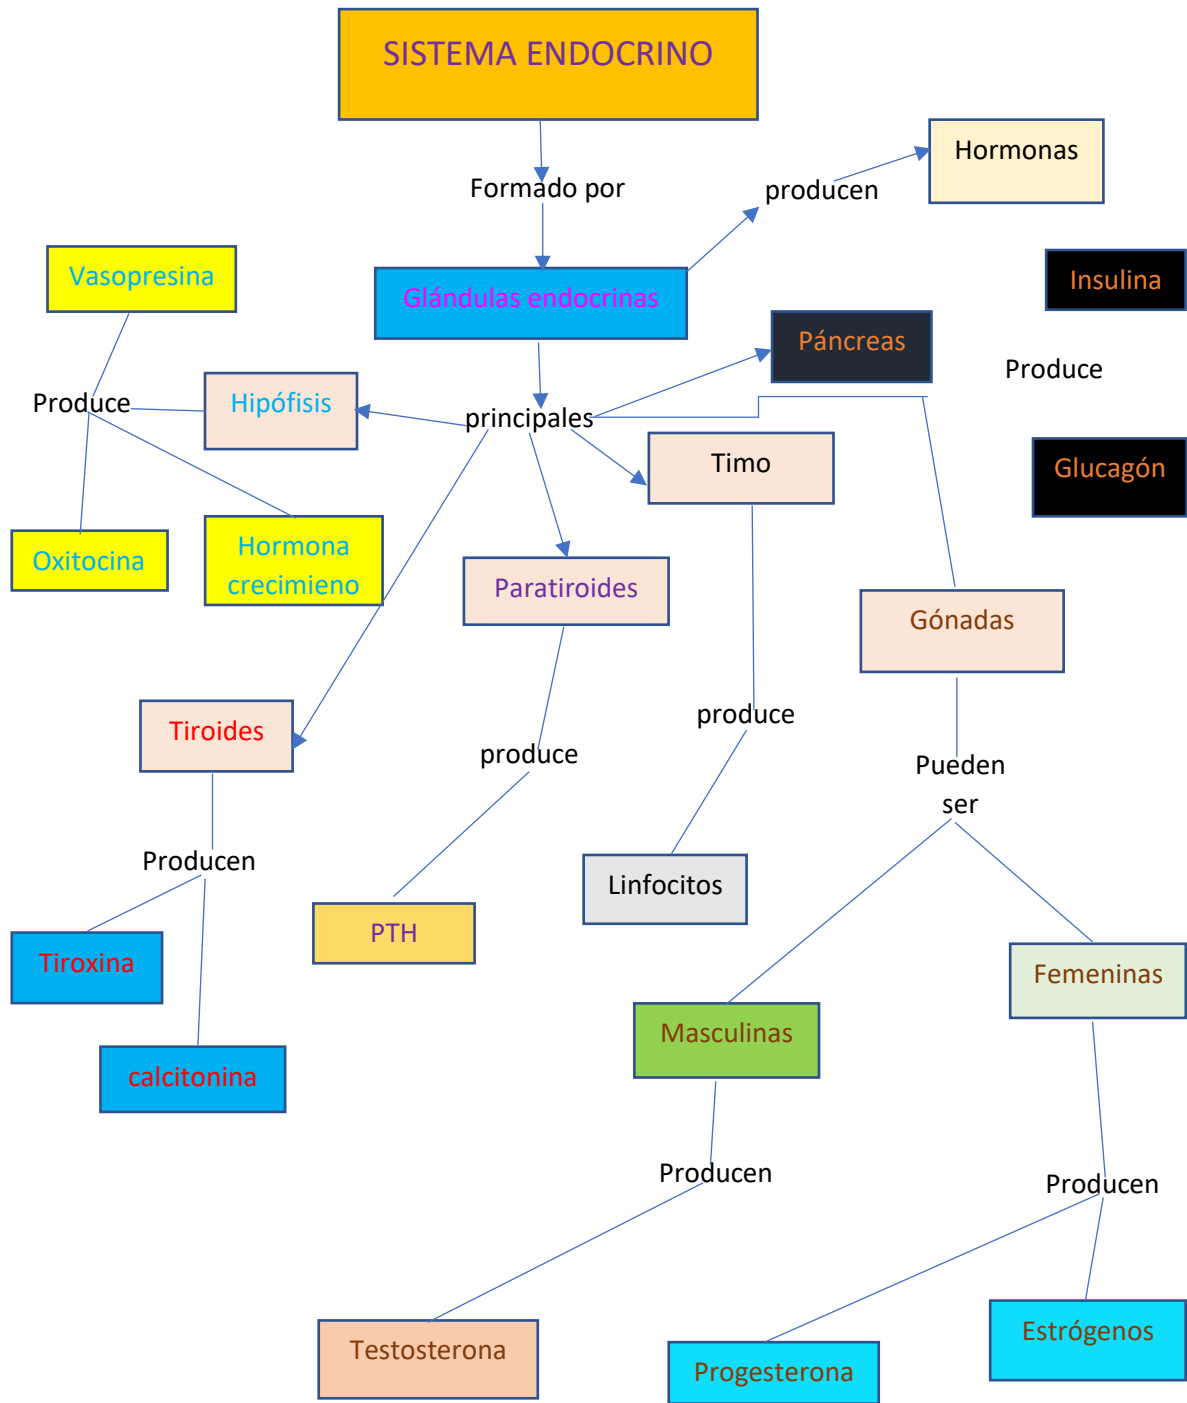 SISTEMA ENDOCRINO
Hormonas
Formado por
producen
Vasopresina
Glándulas endocrinas
Insulina
Páncreas
Produce
Produce
Hipófisis
principales
Timo
Glucagón
Oxitocina
Hormona
crecimieno
Paratiroides
Gónadas
Tiroides
produce
produce
Pueden
ser
Producen
Linfocitos
PTH
Tiroxina
Femeninas
Masculinas
calcitonina
Producen
Producen
Testosterona
Progesterona
Estrógenos